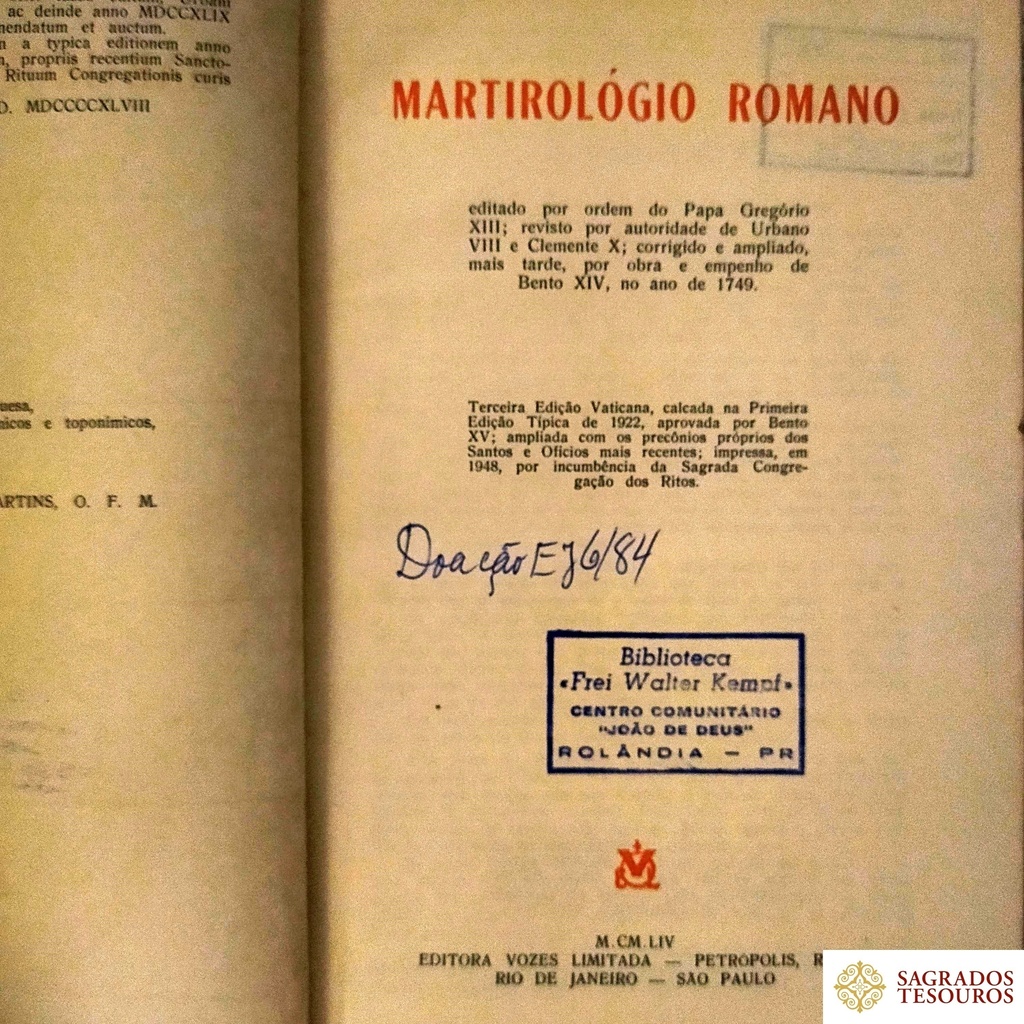 ac deinde anno MDCCXLIX
mendatum et auctum.
a typica editionem anno
propriis recentium Sancto-
Rituum Congregationis curis
D. MDCCCCXLVIII
nicos e toponímicos,
ARTINS, O. F. M.
MARTIROLÓGIO ROMANO
editado por ordem do Papa Gregório
XIII; revisto por autoridade de Urbano
VIII e Clemente X; corrigido e ampliado,
mais tarde, por obra e empenho de
Bento XIV, no ano de 1749.
Terceira Edição Vaticana, calcada na Primeira
Edição Típica de 1922, aprovada por Bento
XV; ampliada com os precônios próprios dos
Santos e Ofícios mais recentes; impressa, em
1948, por incumbência da Sagrada Congre-
gação dos Ritos.
Doação EJ 6/84
Biblioteca
«Frei Walter Kempf»
CENTRO COMUNITÁRIO
"JOÃO DE DEUS"
ROLÂNDIA — PR
M.CM.LIV
EDITORA VOZES LIMITADA — PETRÓPOLIS, R
RIO DE JANEIRO — SÃO PAULO
SAGRADOS
TESOUROS